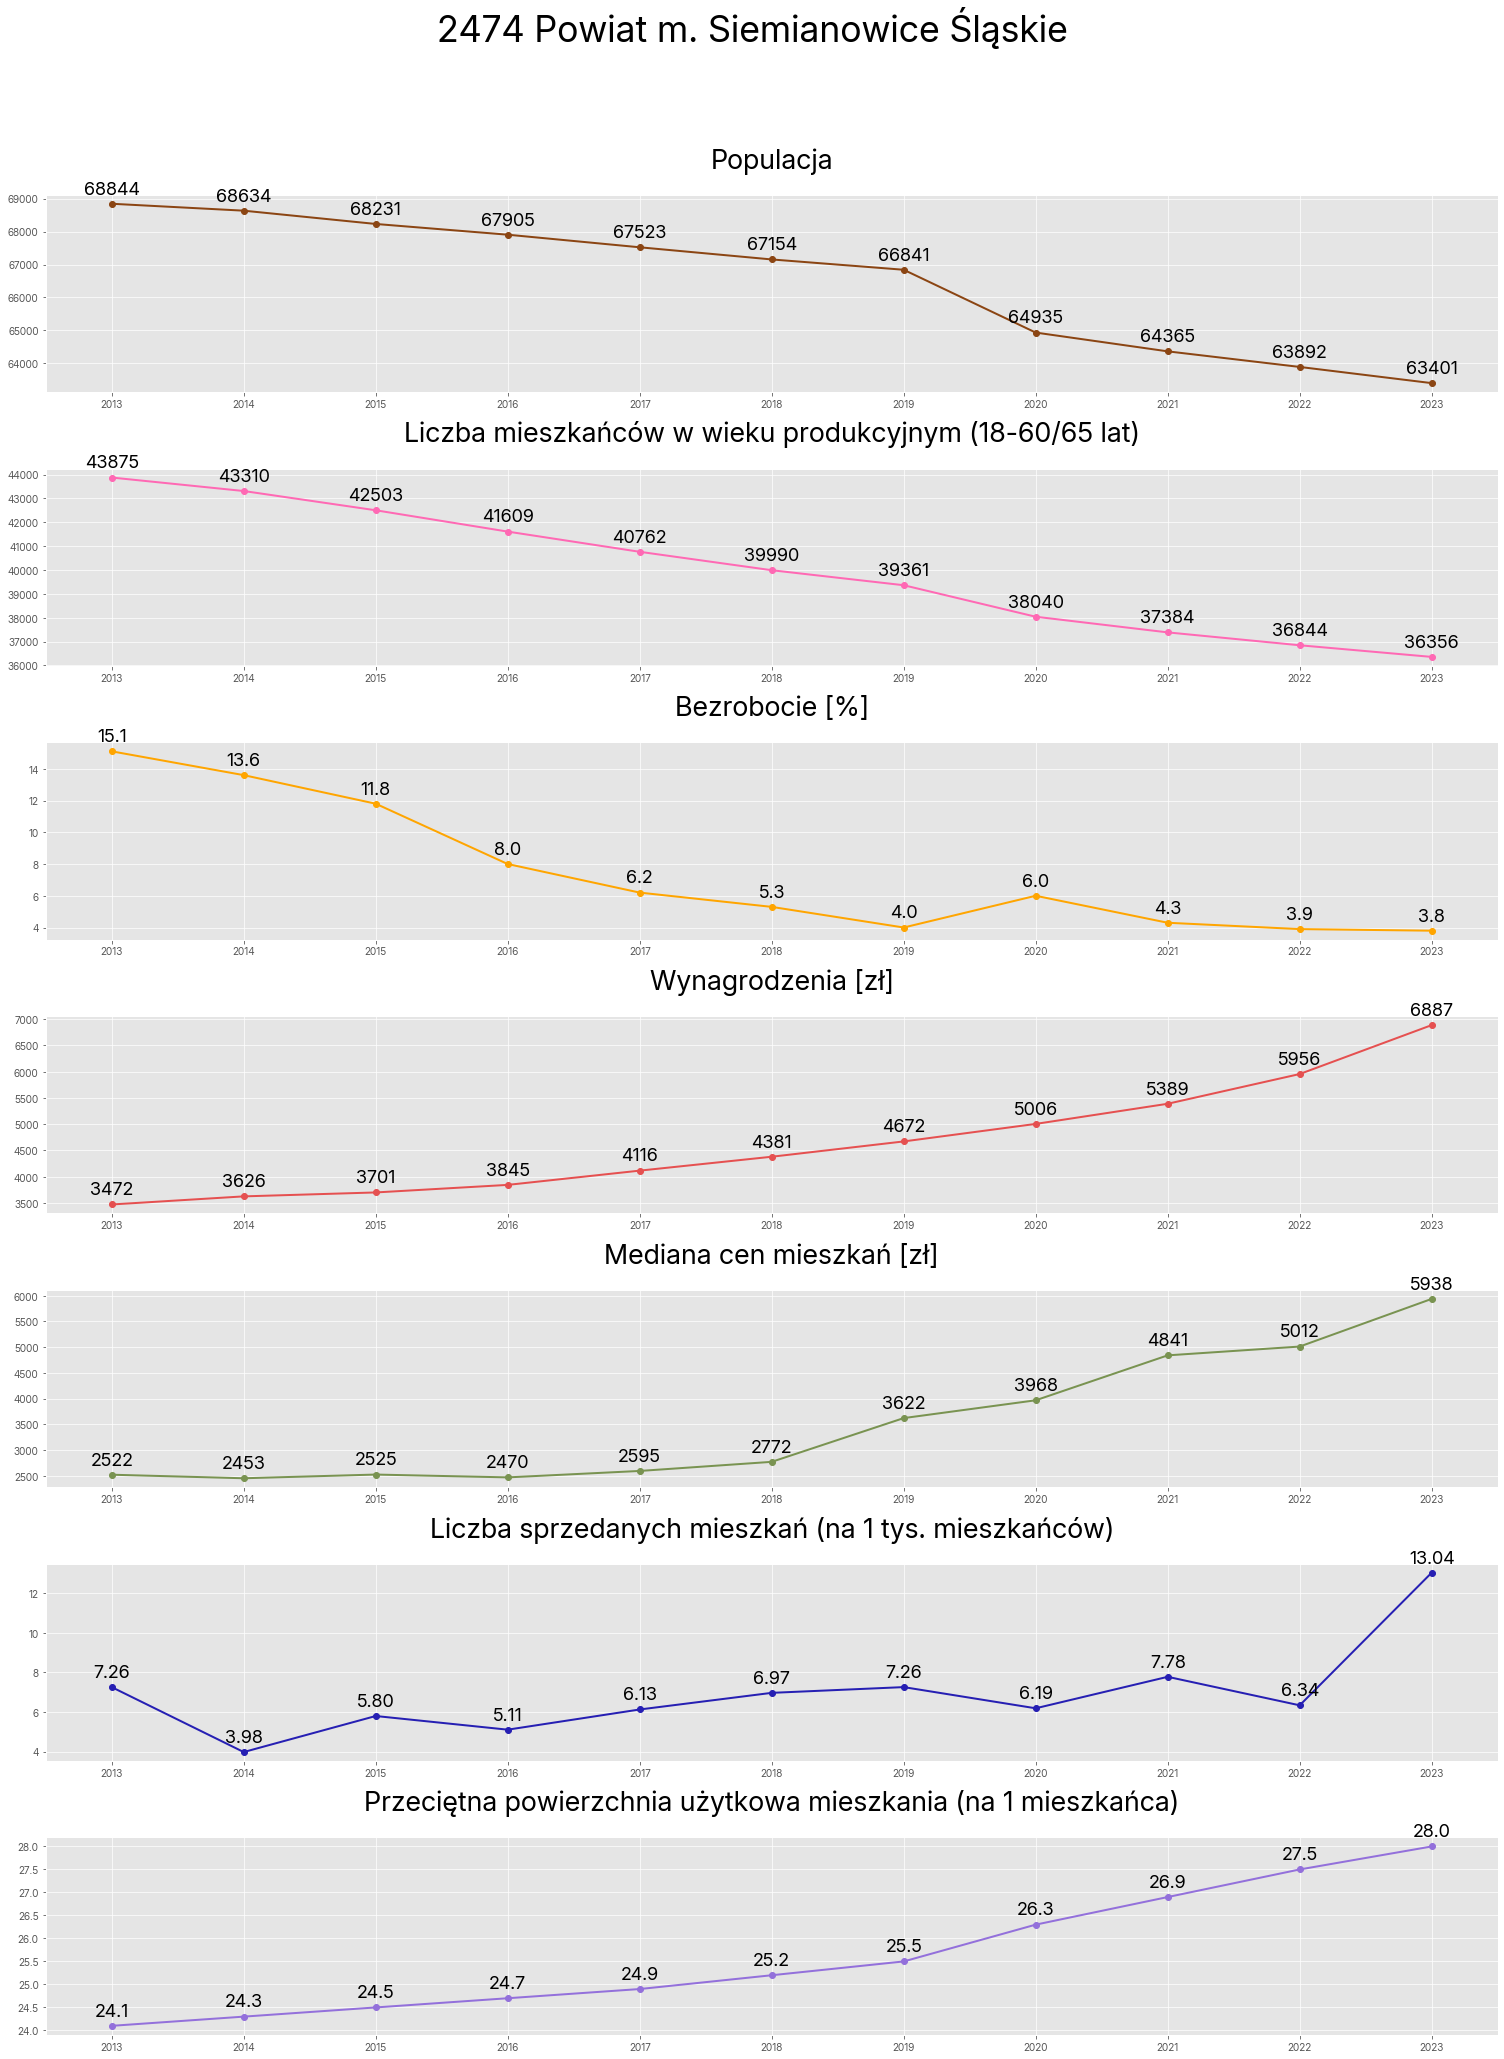 2474 Powiat m. Siemianowice Śląskie
Populacja
68844 68634 68231 67905 67523 67154 66841 64935 64365 63892 63401
69000
68000
67000
66000
65000
64000
2013 2014 2015 2016 2017 2018 2019 2020 2021 2022 2023
Liczba mieszkańców w wieku produkcyjnym (18-60/65 lat)
43875 43310 42503 41609 40762 39990 39361 38040 37384 36844 36356
44000
43000
42000
41000
40000
39000
38000
37000
36000
2013 2014 2015 2016 2017 2018 2019 2020 2021 2022 2023
Bezrobocie [%]
15.1 13.6 11.8 8.0 6.2 5.3 4.0 6.0 4.3 3.9 3.8
14
12
10
8
6
4
2013 2014 2015 2016 2017 2018 2019 2020 2021 2022 2023
Wynagrodzenia [zł]
3472 3626 3701 3845 4116 4381 4672 5006 5389 5956 6887
7000
6500
6000
5500
5000
4500
4000
3500
2013 2014 2015 2016 2017 2018 2019 2020 2021 2022 2023
Mediana cen mieszkań [zł]
2522 2453 2525 2470 2595 2772 3622 3968 4841 5012 5938
6000
5500
5000
4500
4000
3500
3000
2500
2013 2014 2015 2016 2017 2018 2019 2020 2021 2022 2023
Liczba sprzedanych mieszkań (na 1 tys. mieszkańców)
7.26 3.98 5.80 5.11 6.13 6.97 7.26 6.19 7.78 6.34 13.04
12
10
8
6
4
2013 2014 2015 2016 2017 2018 2019 2020 2021 2022 2023
Przeciętna powierzchnia użytkowa mieszkania (na 1 mieszkańca)
24.1 24.3 24.5 24.7 24.9 25.2 25.5 26.3 26.9 27.5 28.0
28.0
27.5
27.0
26.5
26.0
25.5
25.0
24.5
24.0
2013 2014 2015 2016 2017 2018 2019 2020 2021 2022 2023